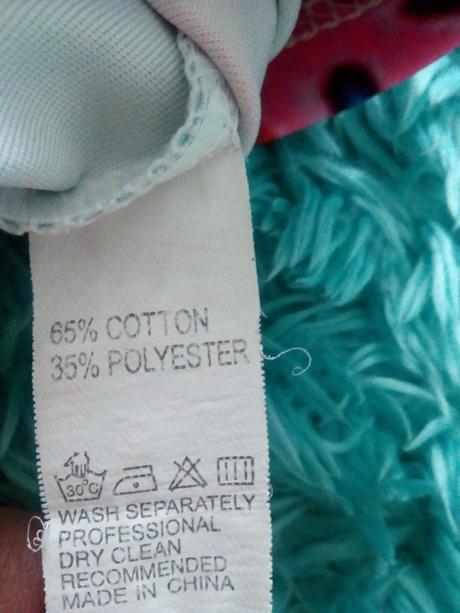 65% COTTON
35% POLYESTER
30°C
WASH SEPARATELY
PROFESSIONAL
DRY CLEAN
RECOMMENDED
MADE IN CHINA